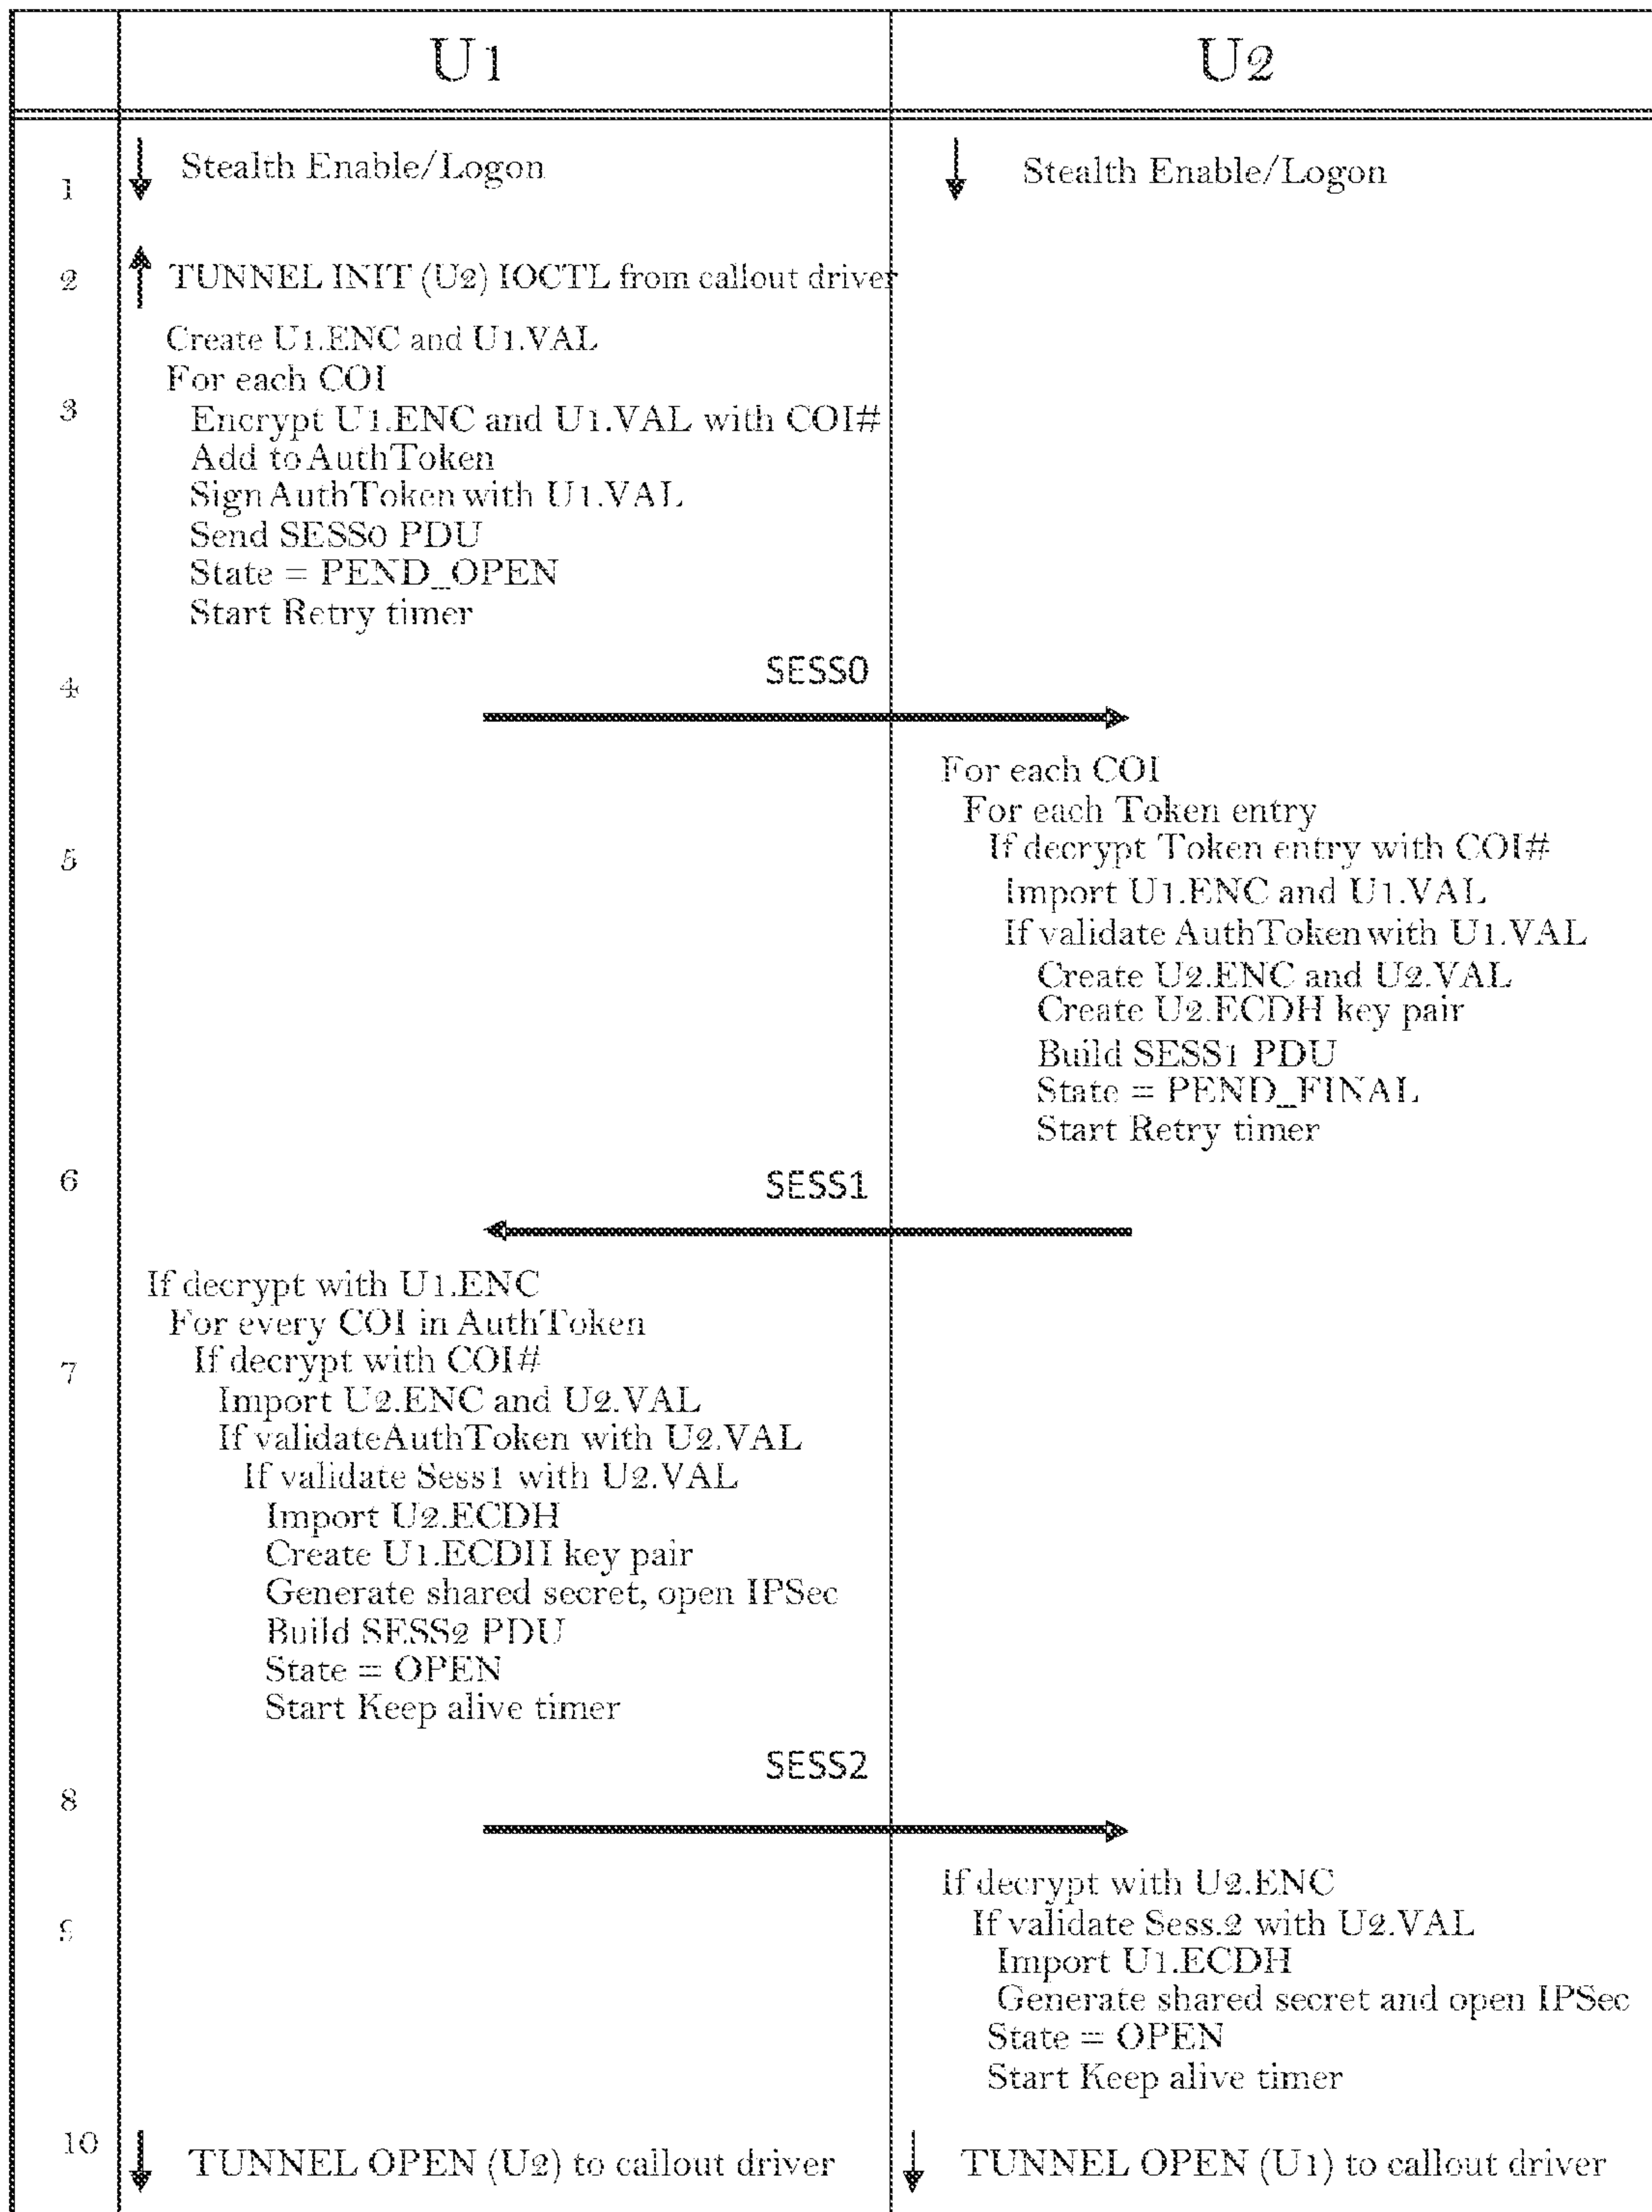 U1 U2
1 Stealth Enable/Logon Stealth Enable/Logon
2 TUNNEL INIT (U2) IOCTL from callout driver
Create U1.ENC and U1.VAL
For each COI
3 Encrypt U1.ENC and U1.VAL with COI#
Add to AuthToken
Sign AuthToken with U1.VAL
Send SESS0 PDU
State = PEND_OPEN
Start Retry timer
SESS0
4
For each COI
For each Token entry
5 If decrypt Token entry with COI#
Import U1.ENC and U1.VAL
If validate AuthToken with U1.VAL
Create U2.ENC and U2.VAL
Create U2.ECDH key pair
Build SESS1 PDU
State = PEND_FINAL
Start Retry timer
6 SESS1
If decrypt with U1.ENC
For every COI in AuthToken
7 If decrypt with COI#
Import U2.ENC and U2.VAL
If validateAuthToken with U2.VAL
If validate Sess1 with U2.VAL
Import U2.ECDH
Create U1.ECDH key pair
Generate shared secret, open IPSec
Build SESS2 PDU
State = OPEN
Start Keep alive timer
SESS2
8
If decrypt with U2.ENC
9 If validate Sess.2 with U2.VAL
Import U1.ECDH
Generate shared secret and open IPSec
State = OPEN
Start Keep alive timer
10 TUNNEL OPEN (U2) to callout driver TUNNEL OPEN (U1) to callout driver